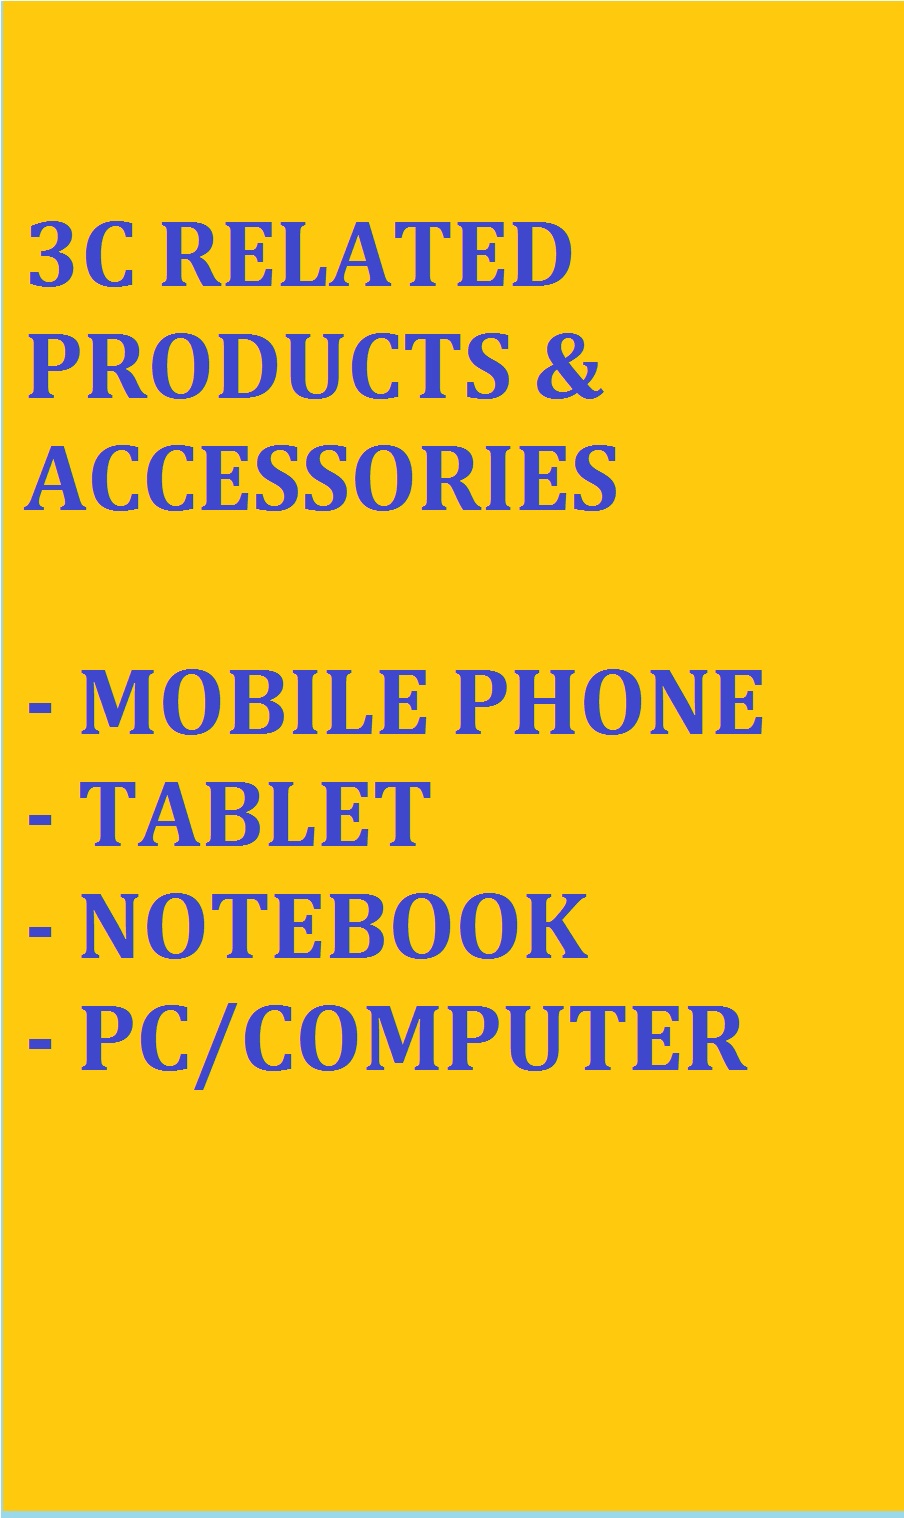 3C RELATED
PRODUCTS &
ACCESSORIES
- MOBILE PHONE
- TABLET
- NOTEBOOK
- PC/COMPUTER